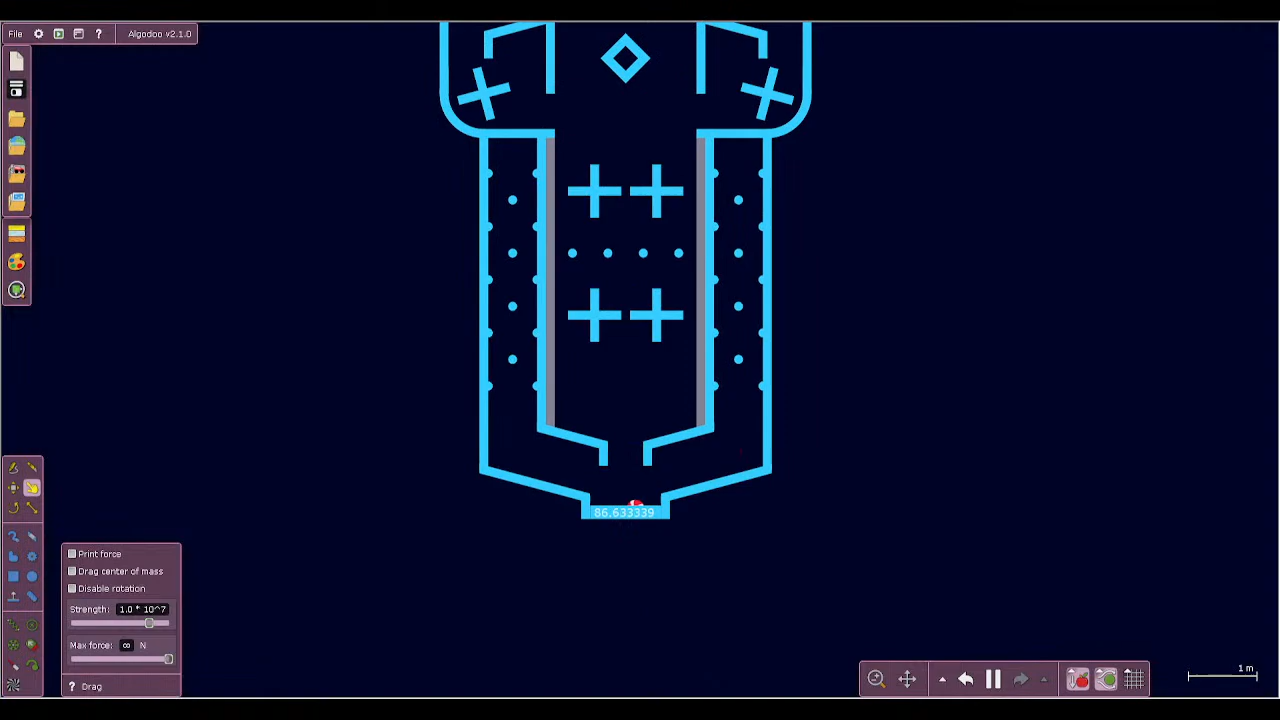 File ? Algodoo v2.1.0
86.633339
Print force
Drag center of mass
Disable rotation
Strength: 1.0 * 10^7
Max force: ∞ N
? Drag
1 m